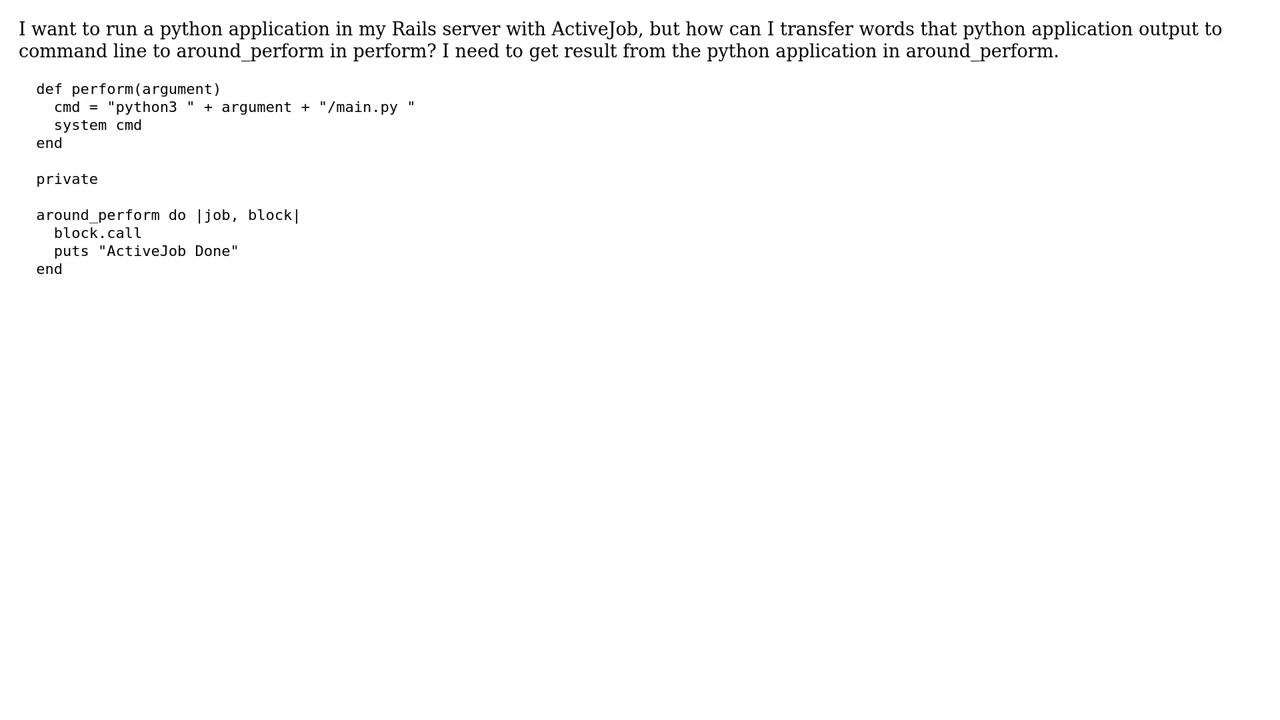 I want to run a python application in my Rails server with ActiveJob, but how can I transfer words that python application output to
command line to around_perform in perform? I need to get result from the python application in around_perform.
def perform(argument)
  cmd = "python3 " + argument + "/main.py "
  system cmd
end
private
around_perform do |job, block|
  block.call
  puts "ActiveJob Done"
end